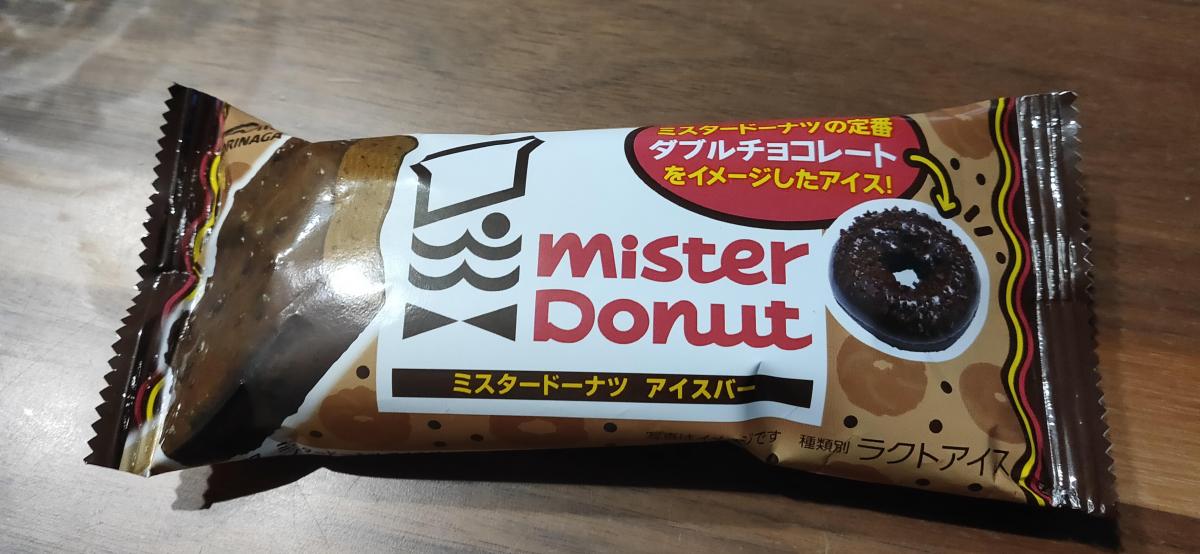 MORINAGA
ミスタードーナツの定番
ダブルチョコレート
をイメージしたアイス!
mister
Donut
ミスタードーナツ アイスバー
写真はイメージです
種類別 ラクトアイス